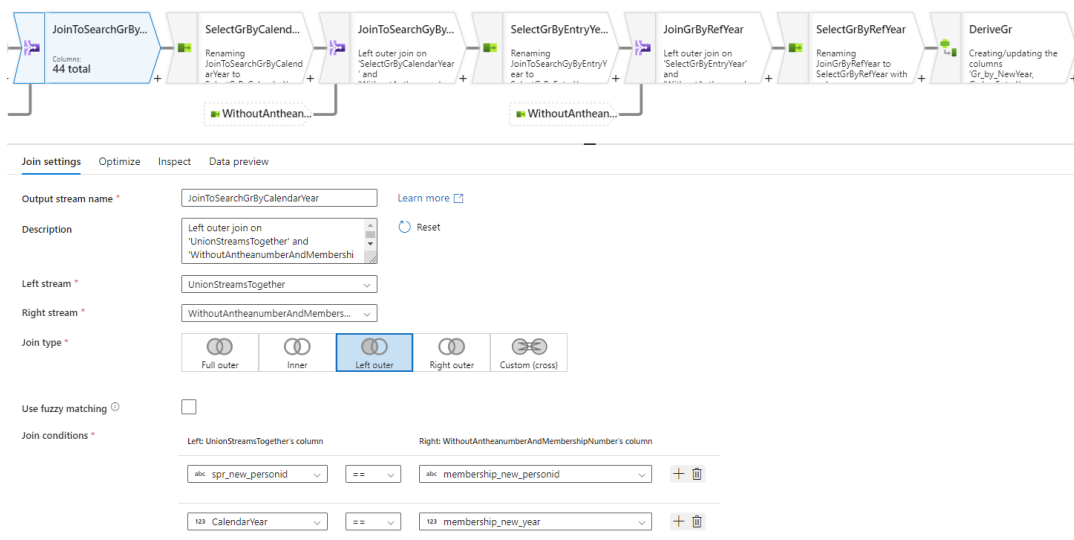 JoinToSearchGrBy...
Columns:
44 total
SelectGrByCalend...
Renaming
JoinToSearchGrByCalend
arYear to
JoinToSearchGyBy...
Left outer join on
'SelectGrByCalendarYear
' and
SelectGrByEntryYe...
Renaming
JoinToSearchGyByEntryY
ear to
JoinGrByRefYear
Left outer join on
'SelectGrByEntryYear'
and
SelectGrByRefYear
Renaming
JoinGrByRefYear to
SelectGrByRefYear with
DeriveGr
Creating/updating the
columns
'Gr_by_NewYear,
WithoutAnthean...
WithoutAnthean...
Join settings
Optimize
Inspect
Data preview
Output stream name *
JoinToSearchGrByCalendarYear
Learn more
Description
Left outer join on
'UnionStreamsTogether' and
'WithoutAntheanumberAndMembershi
Reset
Left stream *
UnionStreamsTogether
Right stream *
WithoutAntheanumberAndMembers...
Join type *
Full outer
Inner
Left outer
Right outer
Custom (cross)
Use fuzzy matching
Join conditions *
Left: UnionStreamsTogether's column
Right: WithoutAntheanumberAndMembershipNumber's column
abc spr_new_personid
==
abc membership_new_personid
123 CalendarYear
==
123 membership_new_year